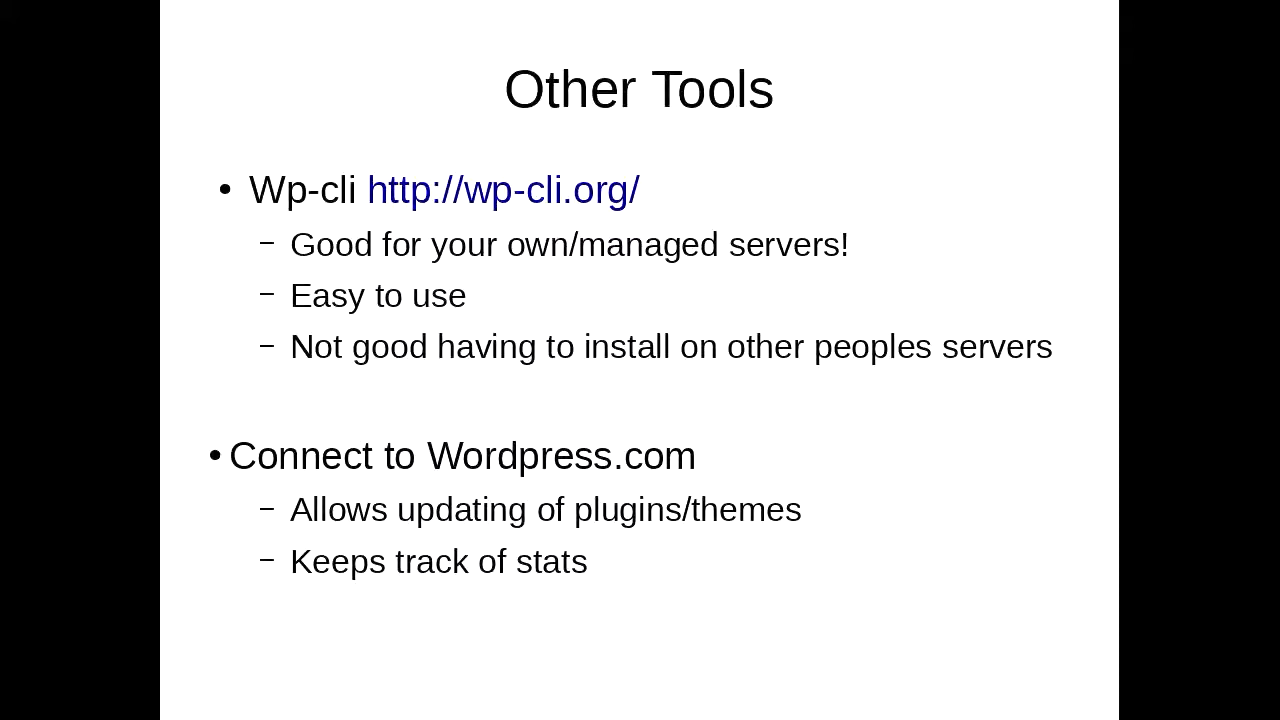 Other Tools
• Wp-cli http://wp-cli.org/
– Good for your own/managed servers!
– Easy to use
– Not good having to install on other peoples servers
• Connect to Wordpress.com
– Allows updating of plugins/themes
– Keeps track of stats